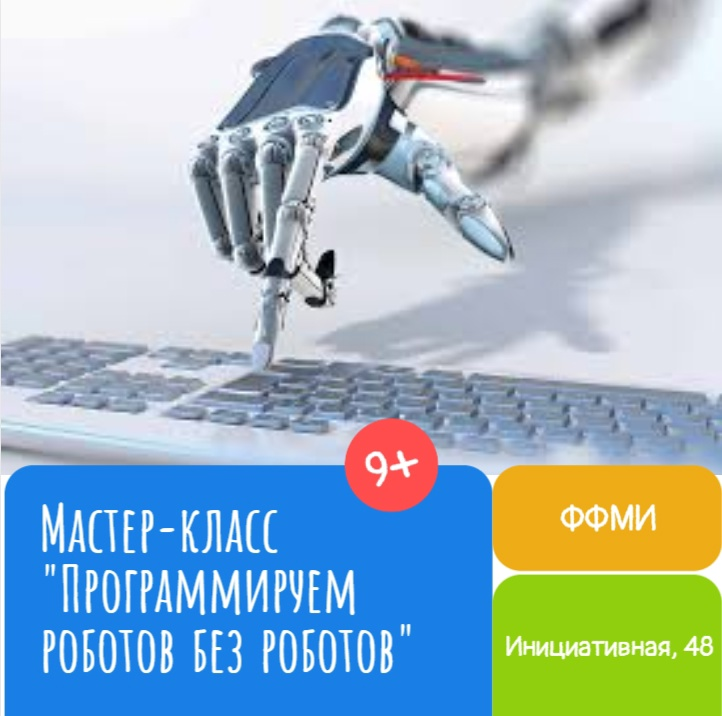 9+
Мастер-класс
"Программируем
роботов без роботов"
ФФМИ
Инициативная, 48